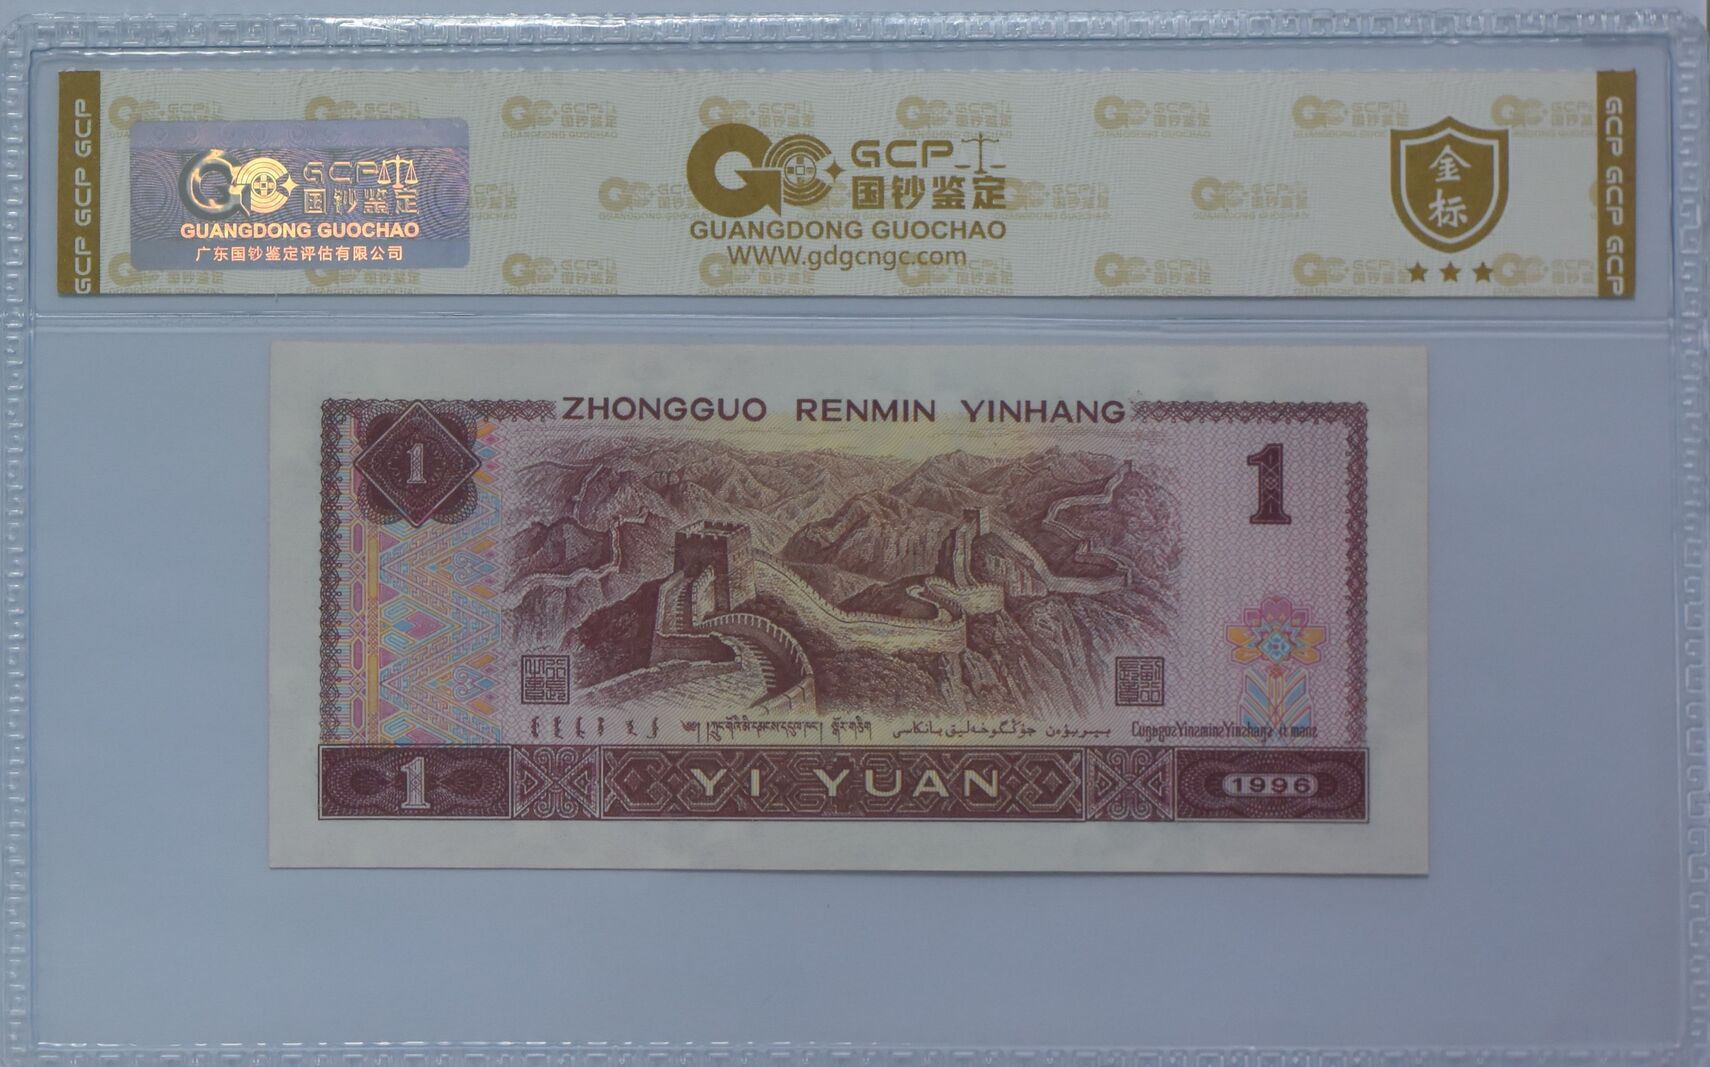 GCP GCP GCP
GCP
国钞鉴定
GUANGDONG GUOCHAO
广东国钞鉴定评估有限公司
GCP
国钞鉴定
GUANGDONG GUOCHAO
WWW.gdgcngc.com
金标
GCP GCP GCP
ZHONGGUO RENMIN YINHANG
1
1
YI YUAN
1
1996